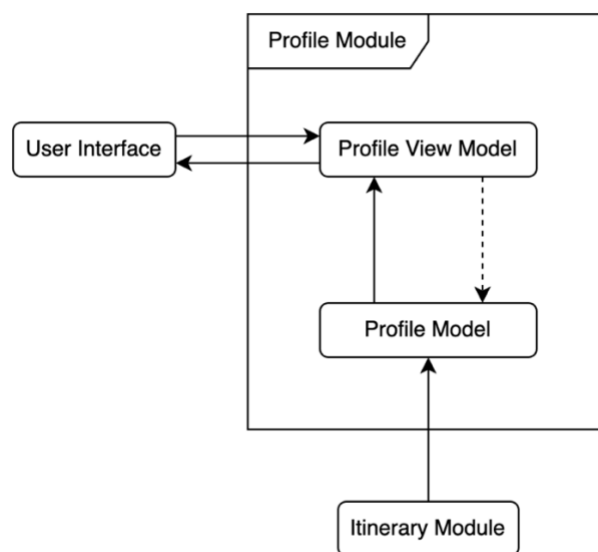 Profile Module
User Interface
Profile View Model
Profile Model
Itinerary Module